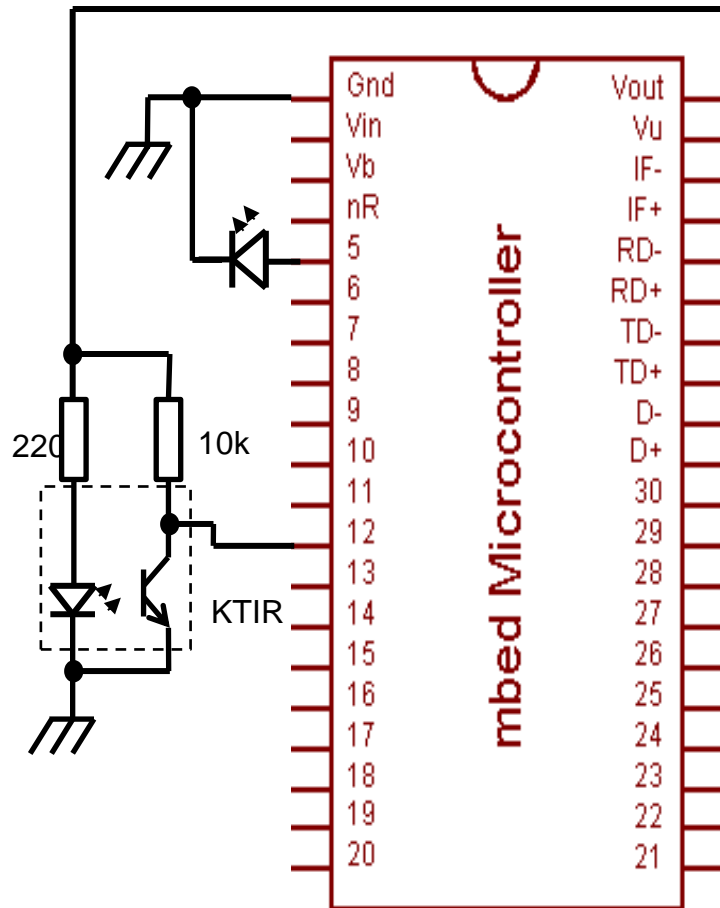 Gnd Vout
Vin Vu
Vb IF-
nR IF+
5 RD-
6 RD+
7 TD-
8 TD+
9 D-
220 10k 10 D+
11 30
12 29
13 28
KTIR 14 27
15 26
16 25
17 24
18 23
19 22
20 21
mbed Microcontroller